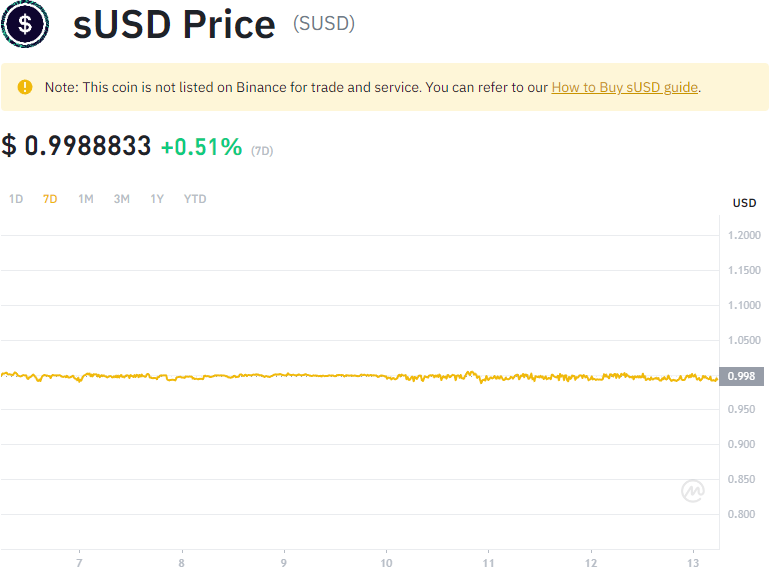 $
sUSD Price (SUSD)
! Note: This coin is not listed on Binance for trade and service. You can refer to our How to Buy sUSD guide.
$ 0.9988833 +0.51% (7D)
1D 7D 1M 3M 1Y YTD
USD
1.2000
1.1500
1.1000
1.0500
0.998
0.950
0.900
0.850
0.800
7 8 9 10 11 12 13